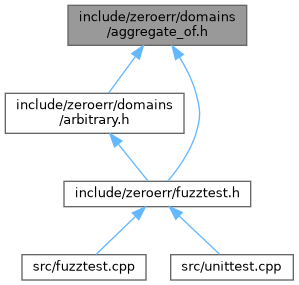 include/zeroerr/domains
/aggregate_of.h
include/zeroerr/domains
/arbitrary.h
include/zeroerr/fuzztest.h
src/fuzztest.cpp
src/unittest.cpp